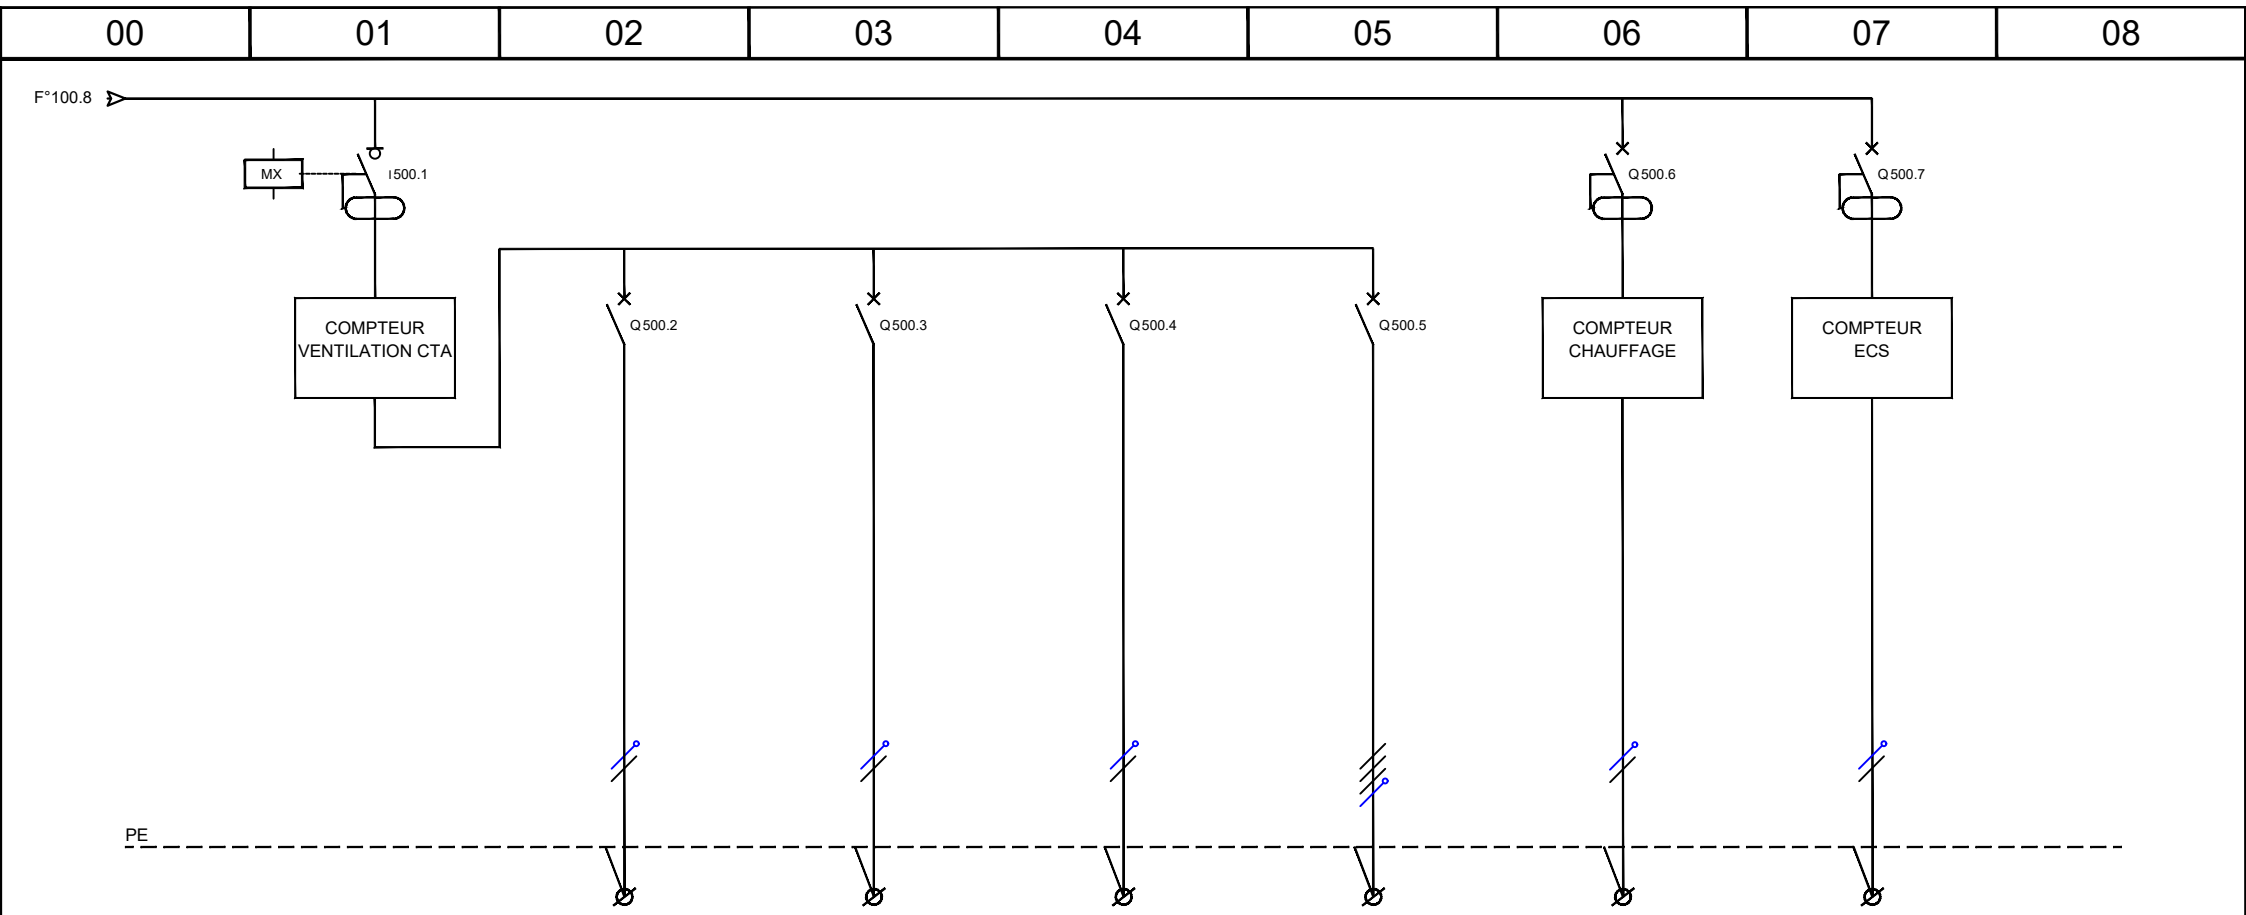 00 01 02 03 04 05 06 07 08
F°100.8
MX I500.1 Q500.6 Q500.7
COMPTEUR
VENTILATION CTA
Q500.2 Q500.3 Q500.4 Q500.5
COMPTEUR
CHAUFFAGE
COMPTEUR
ECS
PE